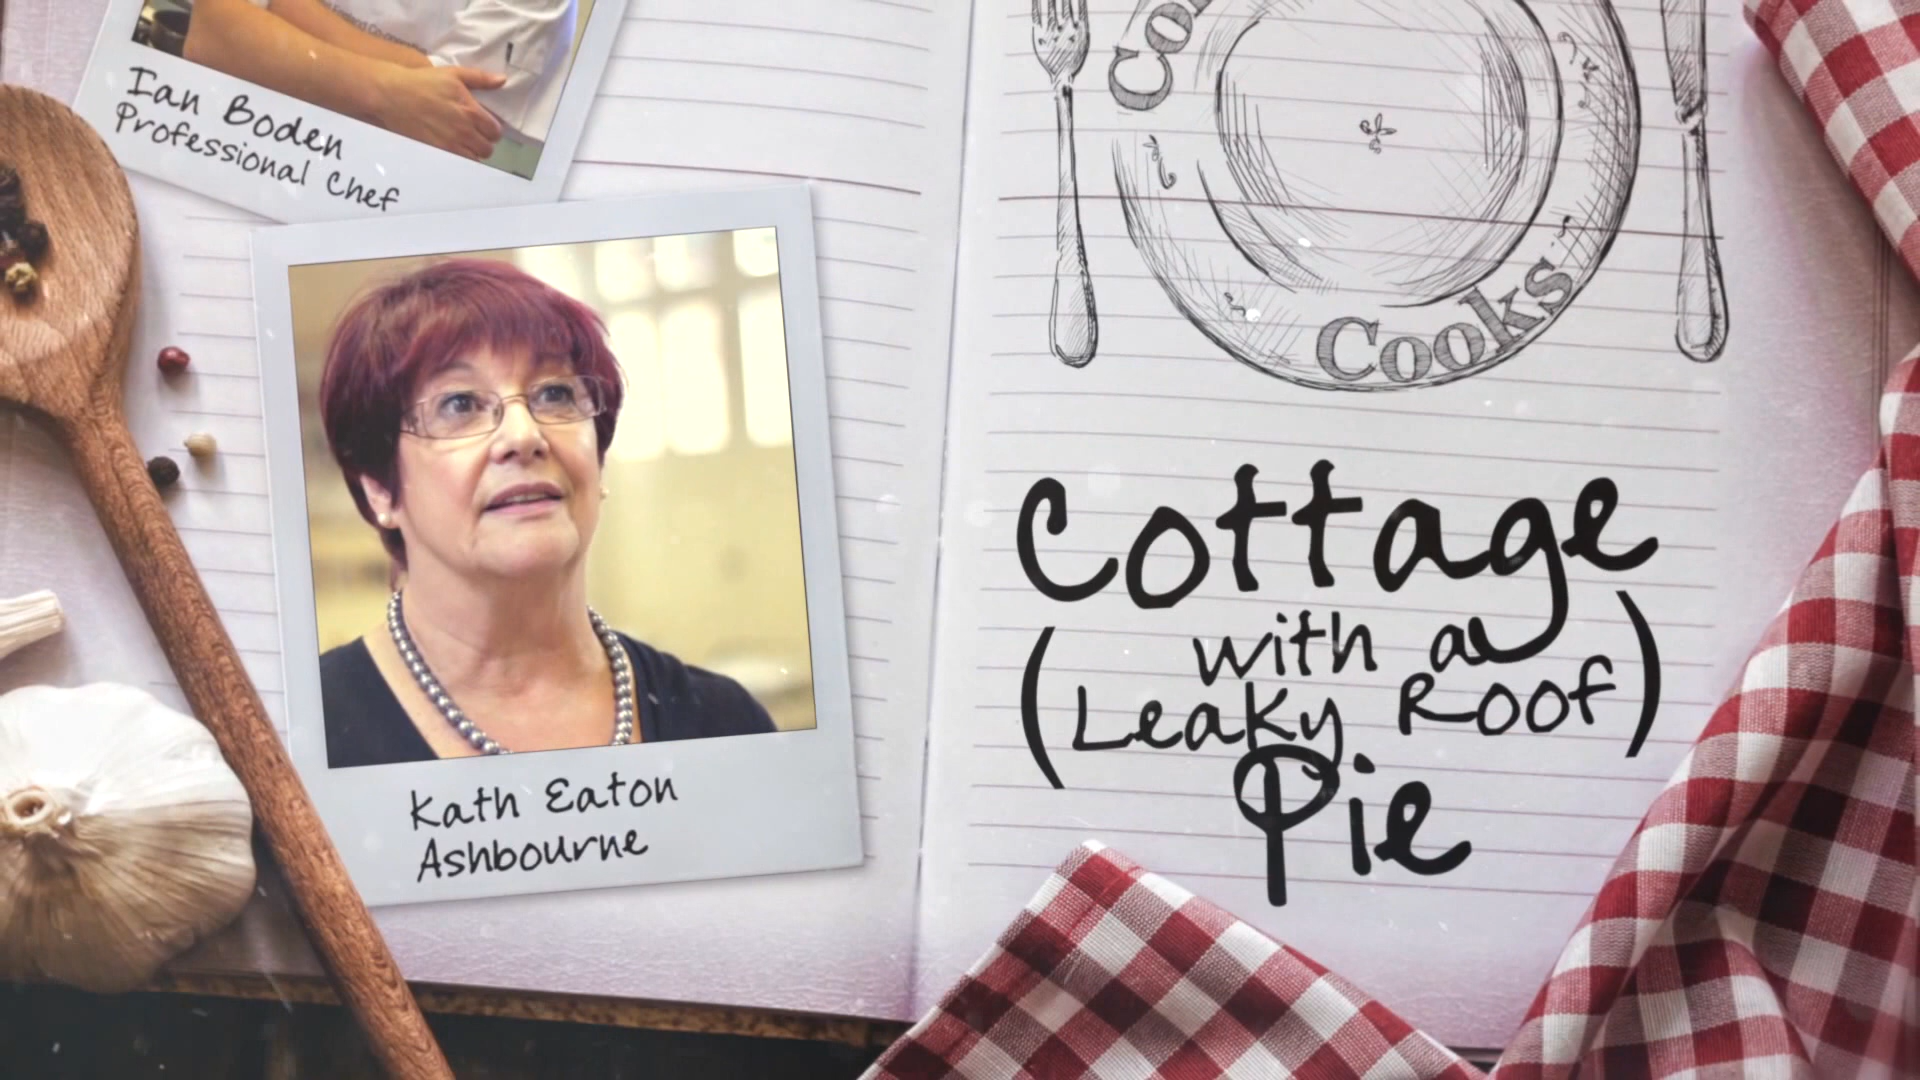 Ian Boden
Professional Chef
Kath Eaton
Ashbourne
Cooks
Cottage
(with a
Leaky Roof)
Pie